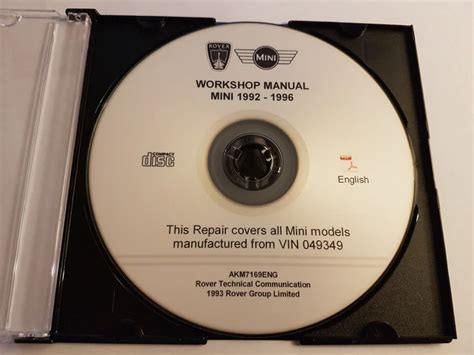 ROVER MINI
WORKSHOP MANUAL
MINI 1992 - 1996
COMPACT
disc
English
This Repair covers all Mini models
manufactured from VIN 049349
AKM7169ENG
Rover Technical Communication
1993 Rover Group Limited